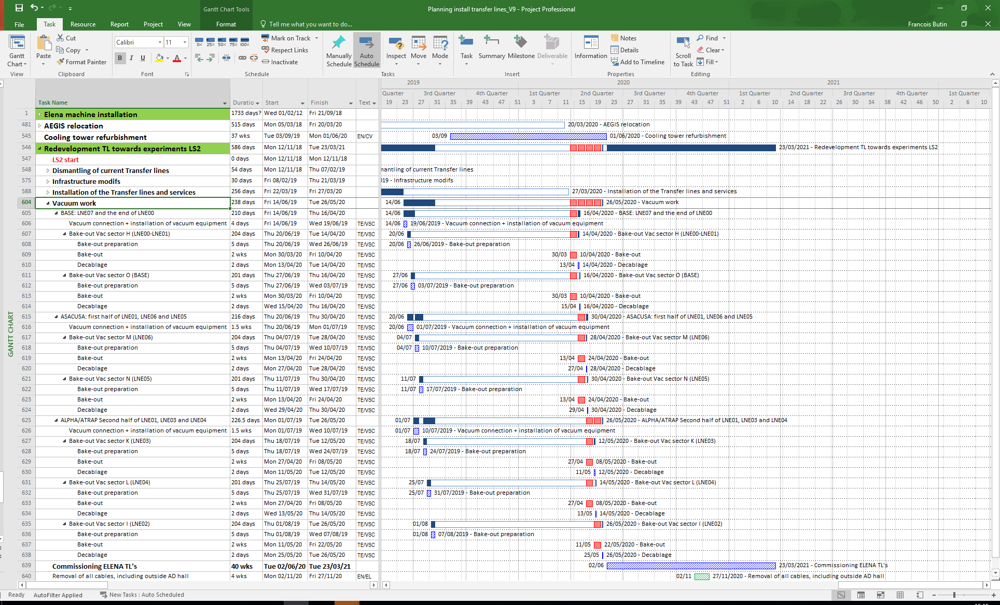 Gantt Chart Tools
Planning install transfer lines_V9 - Project Professional
File Task Resource Report Project View Format Tell me what you want to do... Francois Butin
Gantt Chart
View
Paste
Cut
Copy
Format Painter
Clipboard
Calibri 11
B I U A
Font
0% 25% 50% 75% 100%
Mark on Track
Respect Links
Inactivate
Schedule
Manually Schedule
Auto Schedule
Inspect Move Mode
Tasks
Task Summary Milestone Deliverable
Insert
Information
Notes
Details
Add to Timeline
Properties
Scroll to Task
Find
Clear
Fill
Editing
GANTT CHART
2019 2020 2021
Quarter 3rd Quarter 4th Quarter 1st Quarter 2nd Quarter 3rd Quarter 4th Quarter 1st Quarter 2nd Quarter 3rd Quarter 4th Quarter 1st Quarter
Task Name Duratio Start Finish Text 19 23 27 31 35 39 43 47 51 3 7 11 15 19 23 27 31 35 39 43 47 51 2 6 10 14 18 22 26 30 34 38 42 46 50 2 6 10
1 Elena machine installation 1733 days? Wed 01/02/12 Fri 21/09/18
481 AEGIS relocation 515 days Mon 05/03/18 Fri 20/03/20 20/03/2020 - AEGIS relocation
545 Cooling tower refurbishment 37 wks Tue 03/09/19 Mon 01/06/20 EN/CV 03/09 01/06/2020 - Cooling tower refurbishment
546 Redevelopment TL towards experiments LS2 586 days Mon 12/11/18 Tue 23/03/21 23/03/2021 - Redevelopment TL towards experiments LS2
547 LS2 start 0 days Mon 12/11/18 Mon 12/11/18
548 Dismantling of current Transfer lines 54 days Mon 12/11/18 Thu 07/02/19 mantling of current Transfer lines
575 Infrastructure modifs 30 days Fri 08/02/19 Thu 21/03/19 019 - Infrastructure modifs
588 Installation of the Transfer lines and services 256 days Fri 22/03/19 Fri 27/03/20 27/03/2020 - Installation of the Transfer lines and services
604 Vacuum work 238 days Fri 14/06/19 Tue 26/05/20 14/06 26/05/2020 - Vacuum work
605 BASE: LNE07 and the end of LNE00 210 days Fri 14/06/19 Thu 16/04/20 14/06 16/04/2020 - BASE: LNE07 and the end of LNE00
606 Vacuum connection + installation of vacuum equipment 4 days Fri 14/06/19 Wed 19/06/19 TE/VSC 14/06 19/06/2019 - Vacuum connection + installation of vacuum equipment
607 Bake-out Vac sector H (LNE00-LNE01) 204 days Thu 20/06/19 Tue 14/04/20 TE/VSC 20/06 14/04/2020 - Bake-out Vac sector H (LNE00-LNE01)
608 Bake-out preparation 5 days Thu 20/06/19 Wed 26/06/19 TE/VSC 20/06 26/06/2019 - Bake-out preparation
609 Bake-out 2 wks Mon 30/03/20 Fri 10/04/20 TE/VSC 30/03 10/04/2020 - Bake-out
610 Decablage 2 days Mon 13/04/20 Tue 14/04/20 TE/VSC 13/04 14/04/2020 - Decablage
611 Bake-out Vac sector O (BASE) 201 days Thu 27/06/19 Thu 16/04/20 TE/VSC 27/06 16/04/2020 - Bake-out Vac sector O (BASE)
612 Bake-out preparation 5 days Thu 27/06/19 Wed 03/07/19 TE/VSC 27/06 03/07/2019 - Bake-out preparation
613 Bake-out 2 wks Mon 30/03/20 Fri 10/04/20 TE/VSC 30/03 10/04/2020 - Bake-out
614 Decablage 2 days Wed 15/04/20 Thu 16/04/20 TE/VSC 15/04 16/04/2020 - Decablage
615 ASACUSA: first half of LNE01, LNE06 and LNE05 216 days Thu 20/06/19 Thu 30/04/20 TE/VSC 20/06 30/04/2020 - ASACUSA: first half of LNE01, LNE06 and LNE05
616 Vacuum connection + installation of vacuum equipment 1.5 wks Thu 20/06/19 Mon 01/07/19 TE/VSC 20/06 01/07/2019 - Vacuum connection + installation of vacuum equipment
617 Bake-out Vac sector M (LNE06) 204 days Thu 04/07/19 Tue 28/04/20 TE/VSC 04/07 28/04/2020 - Bake-out Vac sector M (LNE06)
618 Bake-out preparation 5 days Thu 04/07/19 Wed 10/07/19 TE/VSC 04/07 10/07/2019 - Bake-out preparation
619 Bake-out 2 wks Mon 13/04/20 Fri 24/04/20 TE/VSC 13/04 24/04/2020 - Bake-out
620 Decablage 2 days Mon 27/04/20 Tue 28/04/20 TE/VSC 27/04 28/04/2020 - Decablage
621 Bake-out Vac sector N (LNE05) 201 days Thu 11/07/19 Thu 30/04/20 TE/VSC 11/07 30/04/2020 - Bake-out Vac sector N (LNE05)
622 Bake-out preparation 5 days Thu 11/07/19 Wed 17/07/19 TE/VSC 11/07 17/07/2019 - Bake-out preparation
623 Bake-out 2 wks Mon 13/04/20 Fri 24/04/20 TE/VSC 13/04 24/04/2020 - Bake-out
624 Decablage 2 days Wed 29/04/20 Thu 30/04/20 TE/VSC 29/04 30/04/2020 - Decablage
625 ALPHA/ATRAP Second half of LNE01, LNE03 and LNE04 226.5 days Mon 01/07/19 Tue 26/05/20 01/07 26/05/2020 - ALPHA/ATRAP Second half of LNE01, LNE03 and LNE04
626 Vacuum connection + installation of vacuum equipment 1.5 wks Mon 01/07/19 Wed 10/07/19 TE/VSC 01/07 10/07/2019 - Vacuum connection + installation of vacuum equipment
627 Bake-out Vac sector K (LNE03) 204 days Thu 18/07/19 Tue 12/05/20 TE/VSC 18/07 12/05/2020 - Bake-out Vac sector K (LNE03)
628 Bake-out preparation 5 days Thu 18/07/19 Wed 24/07/19 TE/VSC 18/07 24/07/2019 - Bake-out preparation
629 Bake-out 2 wks Mon 27/04/20 Fri 08/05/20 TE/VSC 27/04 08/05/2020 - Bake-out
630 Decablage 2 days Mon 11/05/20 Tue 12/05/20 TE/VSC 11/05 12/05/2020 - Decablage
631 Bake-out Vac sector L (LNE04) 201 days Thu 25/07/19 Thu 14/05/20 TE/VSC 25/07 14/05/2020 - Bake-out Vac sector L (LNE04)
632 Bake-out preparation 5 days Thu 25/07/19 Wed 31/07/19 TE/VSC 25/07 31/07/2019 - Bake-out preparation
633 Bake-out 2 wks Mon 27/04/20 Fri 08/05/20 TE/VSC 27/04 08/05/2020 - Bake-out
634 Decablage 2 days Wed 13/05/20 Thu 14/05/20 TE/VSC 13/05 14/05/2020 - Decablage
635 Bake-out Vac sector I (LNE02) 204 days Thu 01/08/19 Tue 26/05/20 TE/VSC 01/08 26/05/2020 - Bake-out Vac sector I (LNE02)
636 Bake-out preparation 5 days Thu 01/08/19 Wed 07/08/19 TE/VSC 01/08 07/08/2019 - Bake-out preparation
637 Bake-out 2 wks Mon 11/05/20 Fri 22/05/20 TE/VSC 11/05 22/05/2020 - Bake-out
638 Decablage 2 days Mon 25/05/20 Tue 26/05/20 TE/VSC 25/05 26/05/2020 - Decablage
639 Commissioning ELENA TL's 40 wks Tue 02/06/20 Tue 23/03/21 02/06 23/03/2021 - Commissioning ELENA TL's
640 Removal of all cables, including outside AD hall 4 wks Mon 02/11/20 Fri 27/11/20 EN/EL 02/11 27/11/2020 - Removal of all cables, including outside AD hall
Ready AutoFilter Applied New Tasks : Auto Scheduled